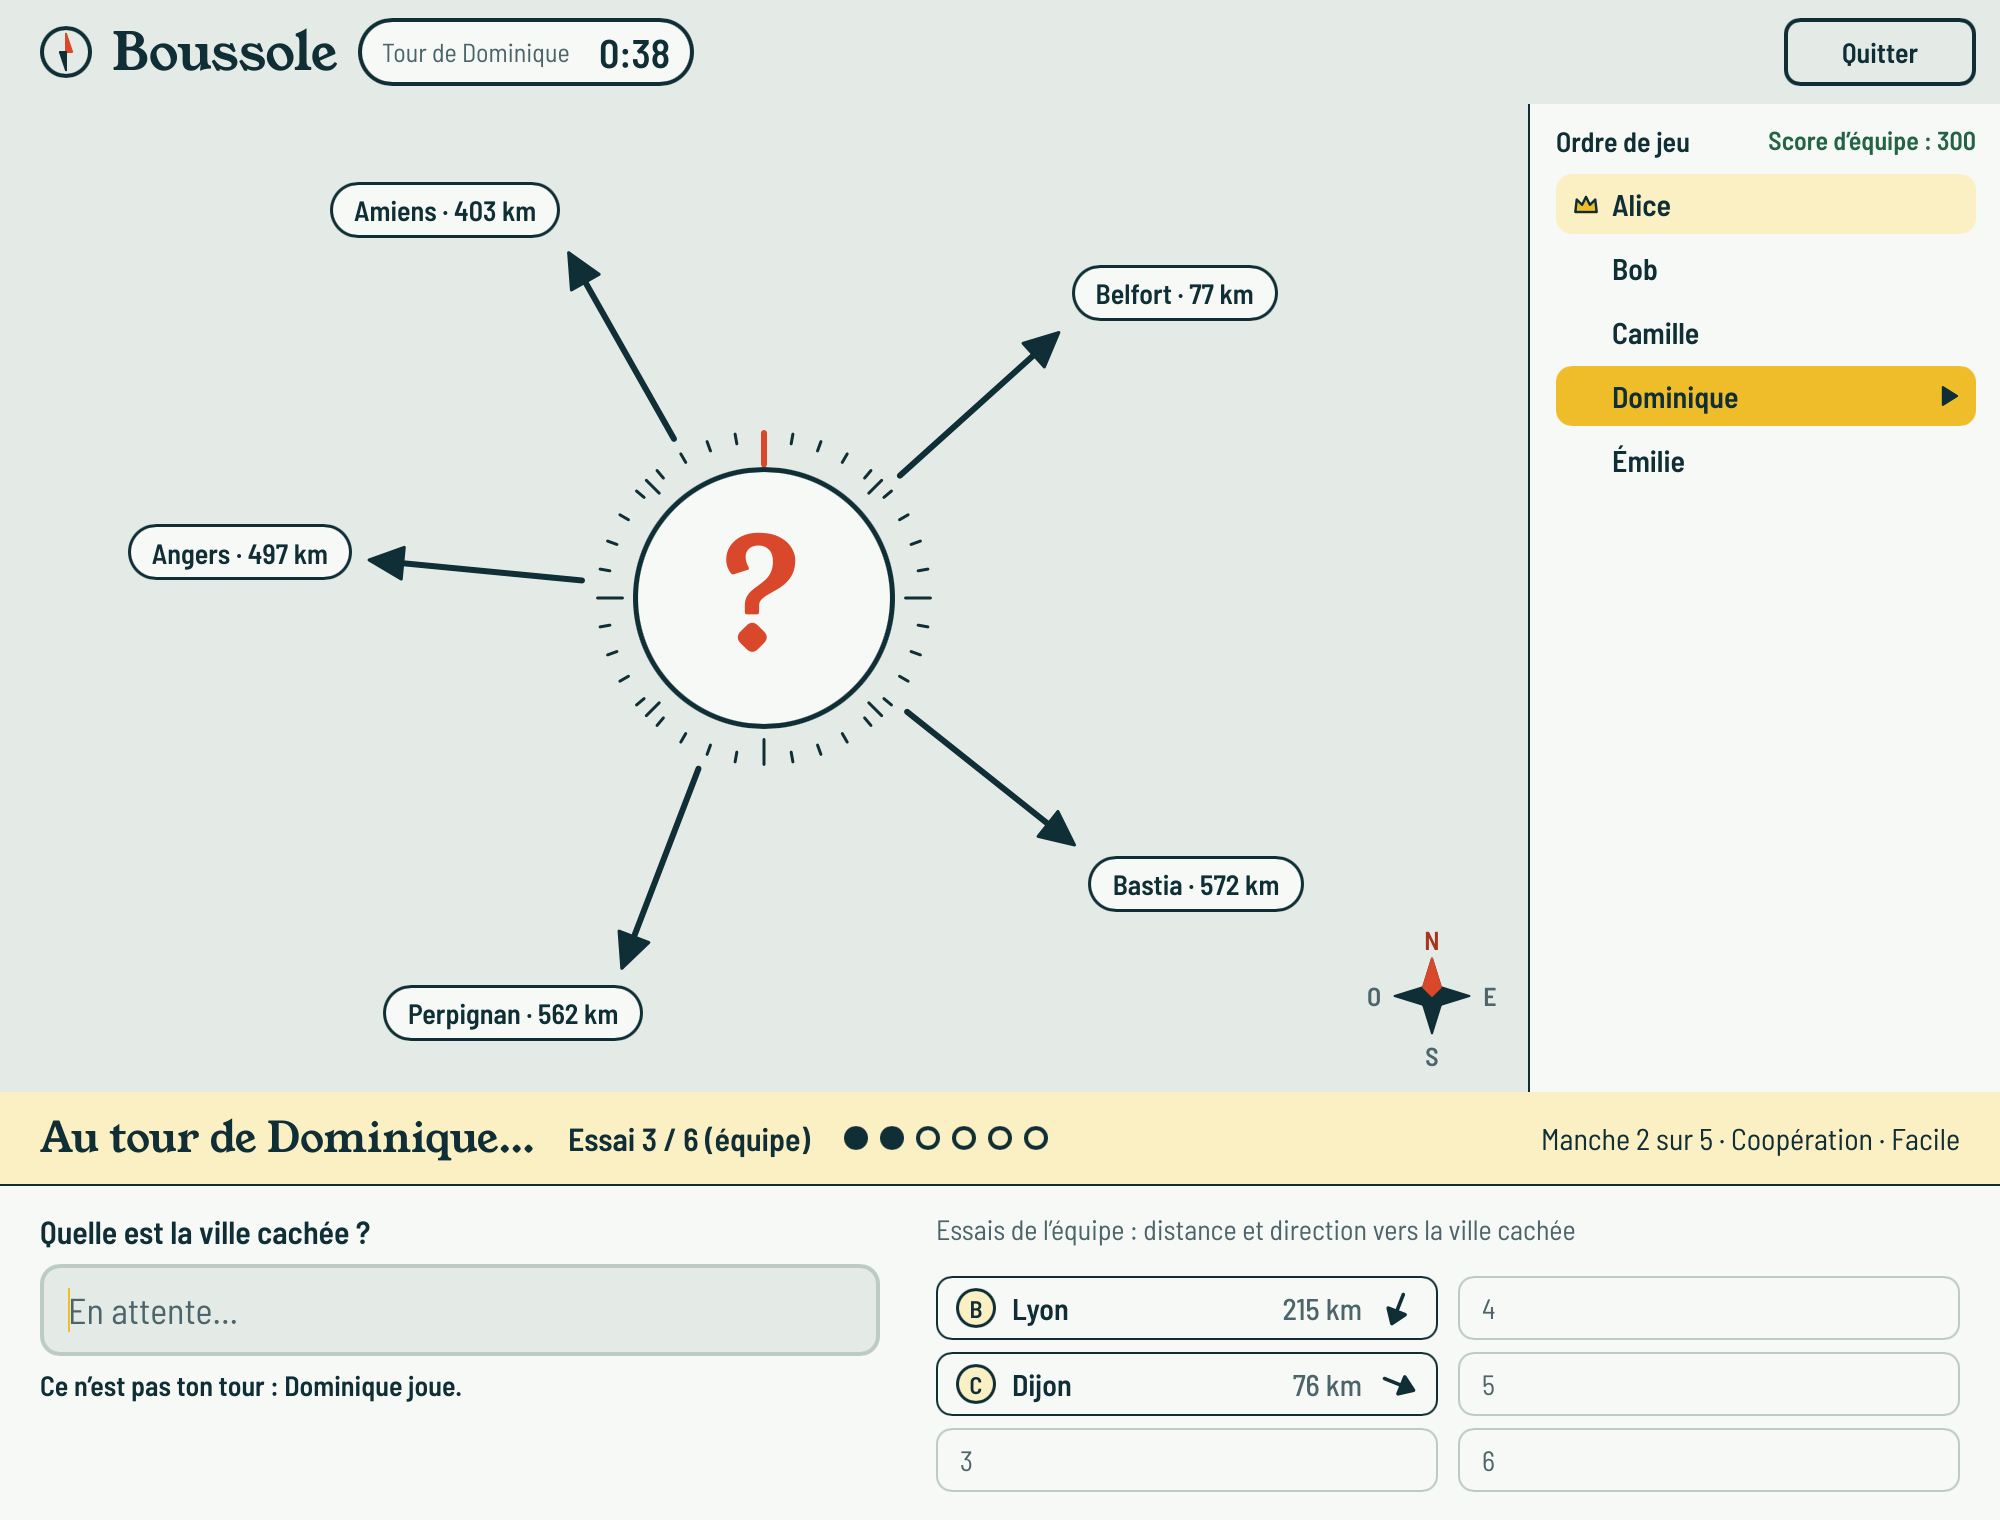 Boussole
Tour de Dominique 0:38
Quitter
Ordre de jeu
Score d'équipe : 300
Alice
Bob
Camille
Dominique
Émilie
Amiens · 403 km
Belfort · 77 km
Angers · 497 km
?
Bastia · 572 km
Perpignan · 562 km
N
O
E
S
Au tour de Dominique...
Essai 3 / 6 (équipe)
Manche 2 sur 5 · Coopération · Facile
Quelle est la ville cachée ?
En attente...
Ce n'est pas ton tour : Dominique joue.
Essais de l'équipe : distance et direction vers la ville cachée
B Lyon 215 km
C Dijon 76 km
3
4
5
6